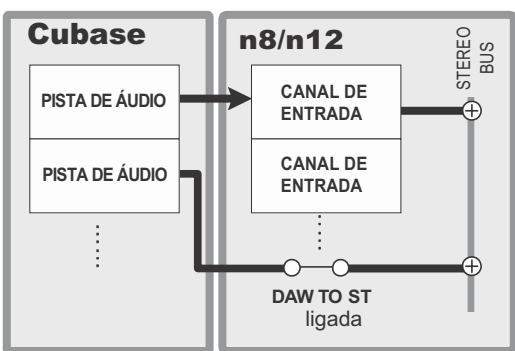 Cubase
n8/n12
STEREO
BUS
PISTA DE ÁUDIO
CANAL DE
ENTRADA
PISTA DE ÁUDIO
CANAL DE
ENTRADA
DAW TO ST
ligada